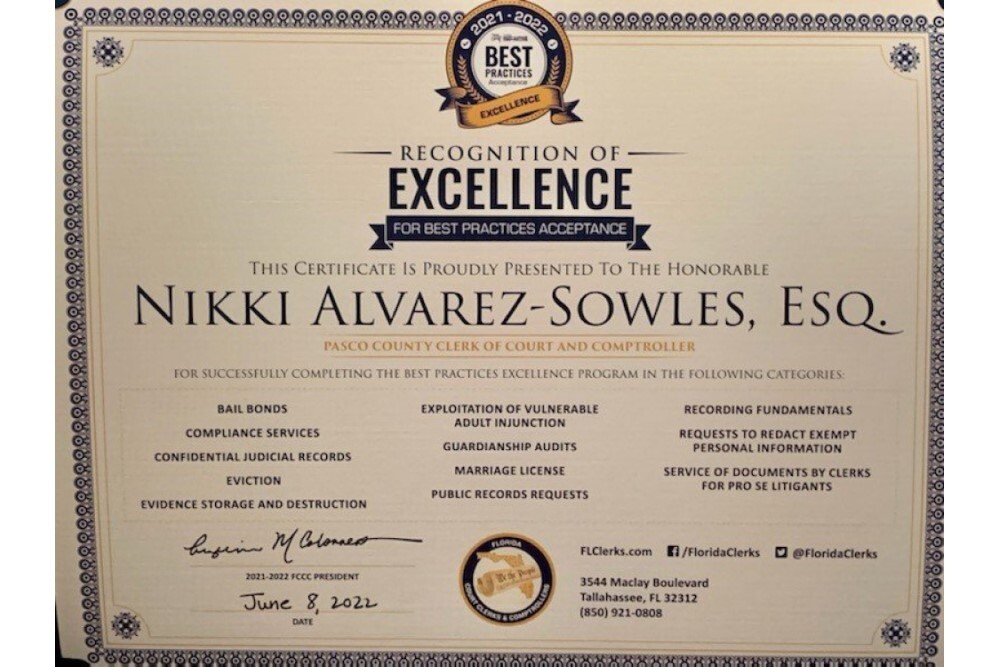 2021 - 2022
BEST
PRACTICES
Acceptance
EXCELLENCE
RECOGNITION OF
EXCELLENCE
FOR BEST PRACTICES ACCEPTANCE
THIS CERTIFICATE IS PROUDLY PRESENTED TO THE HONORABLE
NIKKI ALVAREZ-SOWLES, ESQ.
PASCO COUNTY CLERK OF COURT AND COMPTROLLER
FOR SUCCESSFULLY COMPLETING THE BEST PRACTICES EXCELLENCE PROGRAM IN THE FOLLOWING CATEGORIES:
BAIL BONDS
COMPLIANCE SERVICES
CONFIDENTIAL JUDICIAL RECORDS
EVICTION
EVIDENCE STORAGE AND DESTRUCTION
EXPLOITATION OF VULNERABLE
ADULT INJUNCTION
GUARDIANSHIP AUDITS
MARRIAGE LICENSE
PUBLIC RECORDS REQUESTS
RECORDING FUNDAMENTALS
REQUESTS TO REDACT EXEMPT
PERSONAL INFORMATION
SERVICE OF DOCUMENTS BY CLERKS
FOR PRO SE LITIGANTS
2021-2022 FCCC PRESIDENT
June 8, 2022
DATE
FLORIDA
We the People
COURT CLERKS & COMPTROLLERS
FLClerks.com /FloridaClerks @FloridaClerks
3544 Maclay Boulevard
Tallahassee, FL 32312
(850) 921-0808